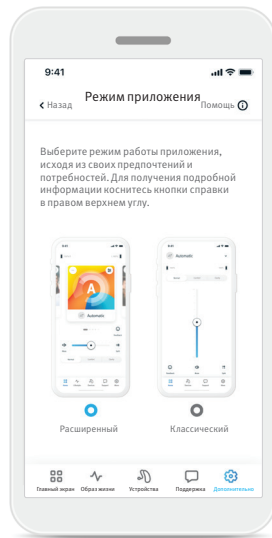 9:41
Режим приложения
Назад
Помощь
Выберите режим работы приложения,
исходя из своих предпочтений и
потребностей. Для получения подробной
информации коснитесь кнопки справки
в правом верхнем углу.
A
Automatic
Automatic
Расширенный
Классический
Главный экран Образ жизни Устройства Поддержка Дополнительно